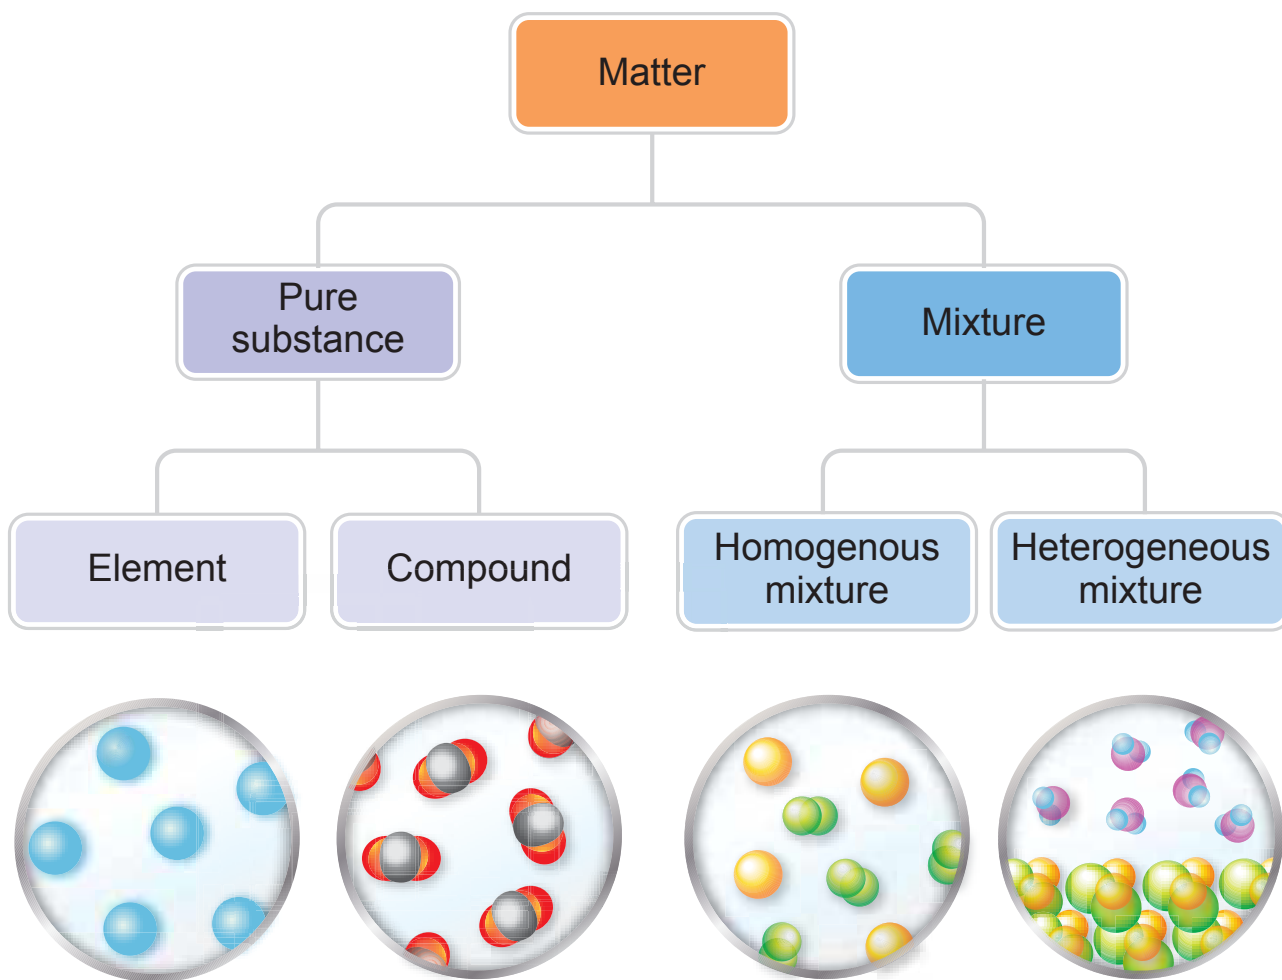 Matter
Pure
substance
Mixture
Element
Compound
Homogenous
mixture
Heterogeneous
mixture